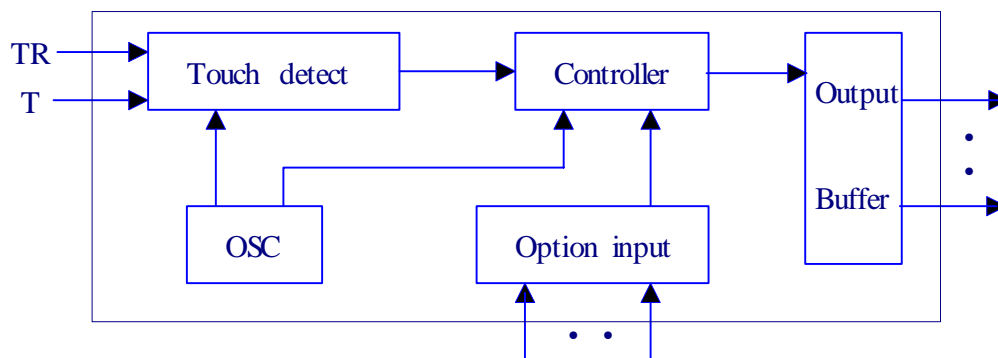 TR
T
Touch detect
Controller
Output
Buffer
OSC
Option input